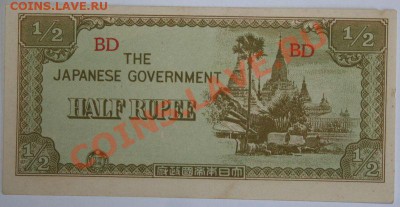 COINS.LAVE.RU
1/2 1/2
BD BD
THE
JAPANESE GOVERNMENT
HALF RUPEE
COINS.LAVE.RU
1/2 1/2
府政國帝本日大